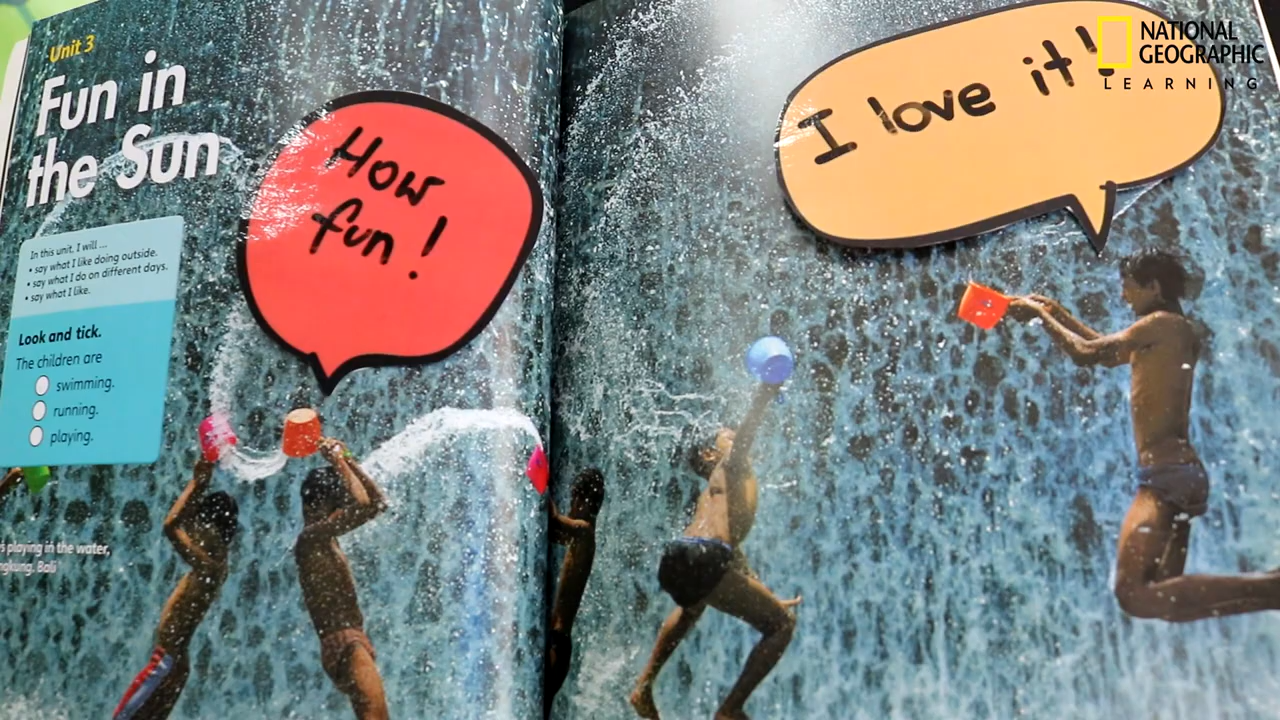 Unit 3
Fun in
the Sun
In this unit, I will ...
• say what I like doing outside.
• say what I do on different days.
• say what I like.
Look and tick.
The children are
swimming.
running.
playing.
playing in the water,
Bali
How
fun!
I love it!
NATIONAL
GEOGRAPHIC
LEARNING